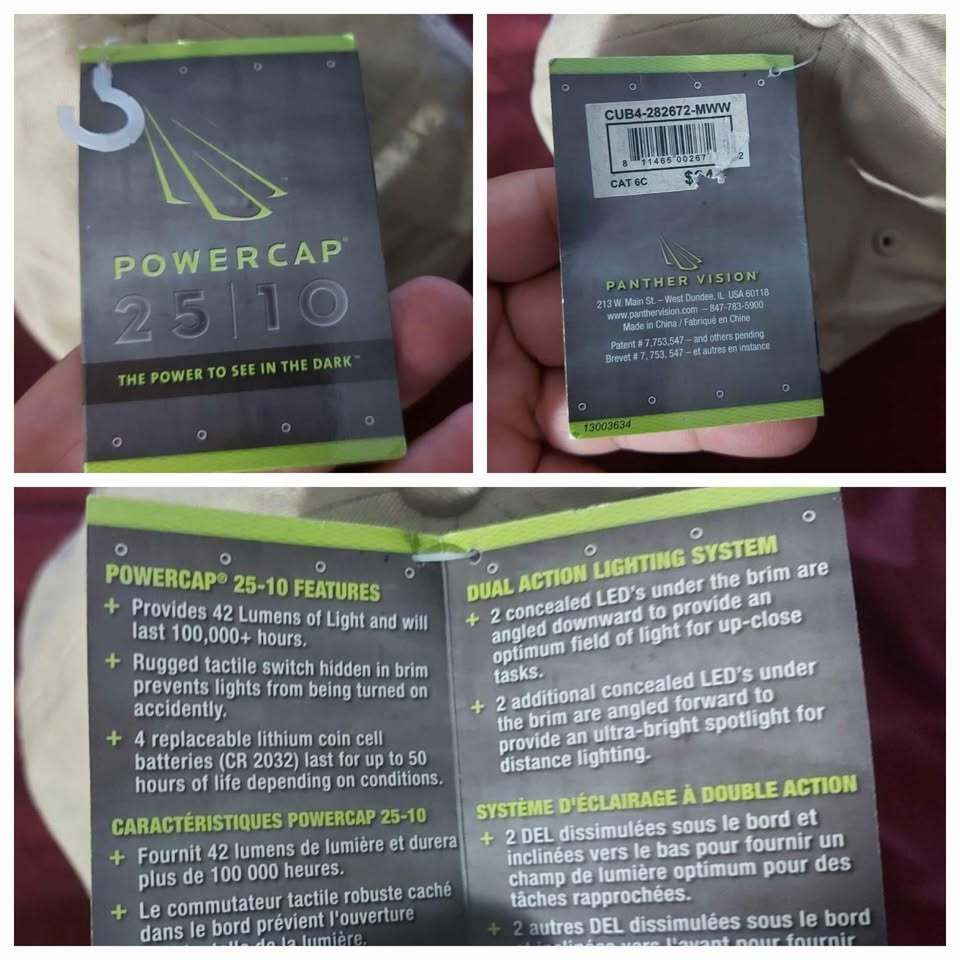 POWERCAP®
25|10
THE POWER TO SEE IN THE DARK™
CUB4-282672-MWW
8 11465 00267 2
CAT 6C
PANTHER VISION®
213 W. Main St. – West Dundee, IL USA 60118
www.panthervision.com – 847-783-5900
Made in China / Fabriqué en Chine
Patent # 7,753,547 – and others pending
Brevet # 7, 753, 547 – et autres en instance
13003634
POWERCAP® 25-10 FEATURES
+ Provides 42 Lumens of Light and will
last 100,000+ hours.
+ Rugged tactile switch hidden in brim
prevents lights from being turned on
accidently.
+ 4 replaceable lithium coin cell
batteries (CR 2032) last for up to 50
hours of life depending on conditions.
CARACTÉRISTIQUES POWERCAP 25-10
+ Fournit 42 lumens de lumière et durera
plus de 100 000 heures.
+ Le commutateur tactile robuste caché
dans le bord prévient l'ouverture
de la lumière.
DUAL ACTION LIGHTING SYSTEM
+ 2 concealed LED's under the brim are
angled downward to provide an
optimum field of light for up-close
tasks.
+ 2 additional concealed LED's under
the brim are angled forward to
provide an ultra-bright spotlight for
distance lighting.
SYSTÈME D'ÉCLAIRAGE À DOUBLE ACTION
+ 2 DEL dissimulées sous le bord et
inclinées vers le bas pour fournir un
champ de lumière optimum pour des
tâches rapprochées.
+ 2 autres DEL dissimulées sous le bord
inclinées vers l'avant pour fournir